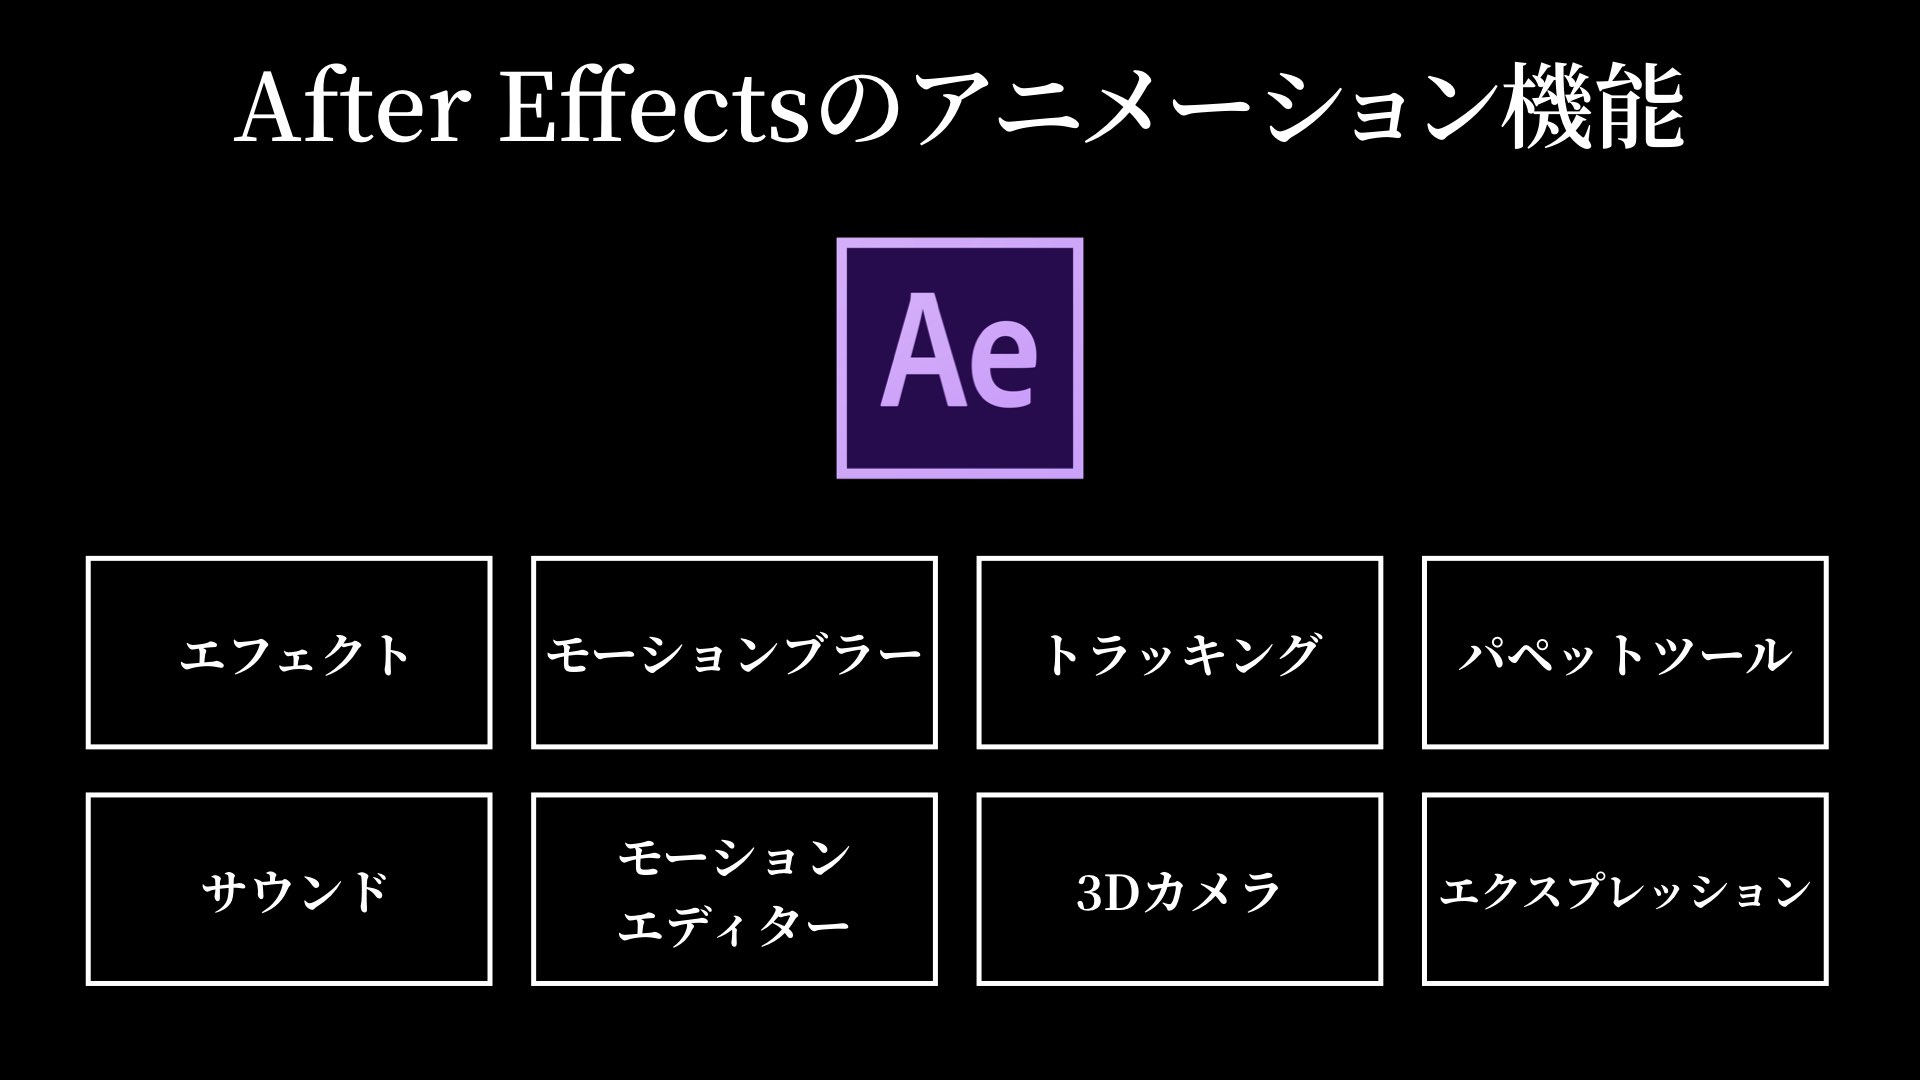 After Effectsのアニメーション機能
Ae
エフェクト
モーションブラー
トラッキング
パペットツール
サウンド
モーション
エディター
3Dカメラ
エクスプレッション